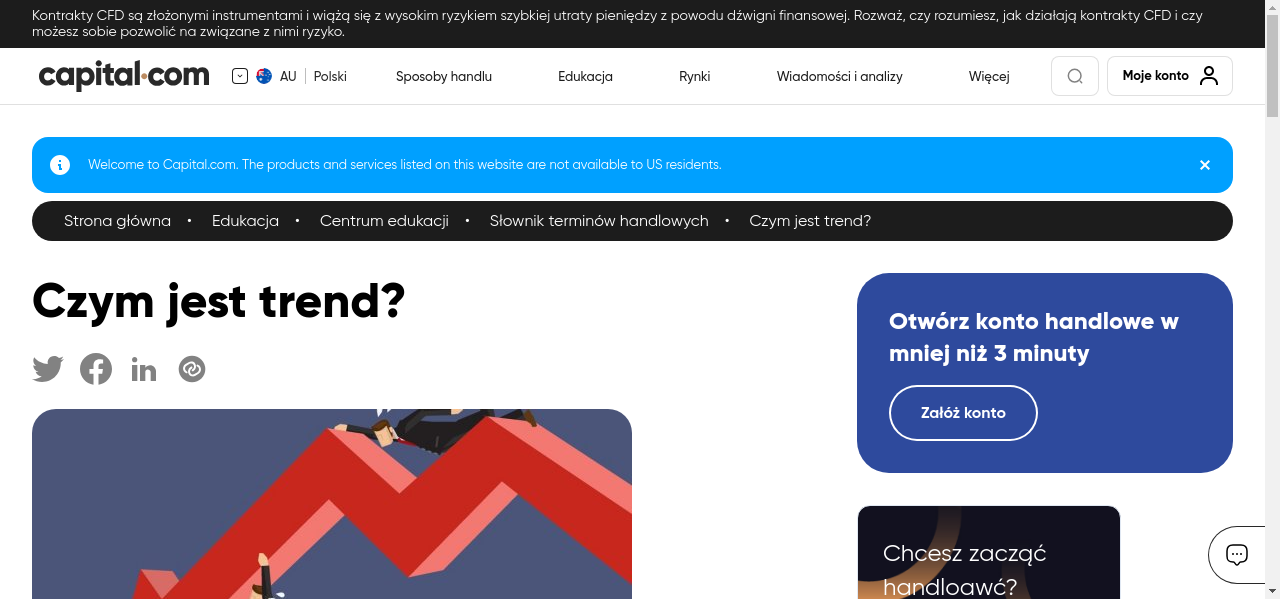 Kontrakty CFD są złożonymi instrumentami i wiążą się z wysokim ryzykiem szybkiej utraty pieniędzy z powodu dźwigni finansowej. Rozważ, czy rozumiesz, jak działają kontrakty CFD i czy
możesz sobie pozwolić na związane z nimi ryzyko.
capital.com
AU
Polski
Sposoby handlu
Edukacja
Rynki
Wiadomości i analizy
Więcej
Moje konto
Welcome to Capital.com. The products and services listed on this website are not available to US residents.
Strona główna • Edukacja • Centrum edukacji • Słownik terminów handlowych • Czym jest trend?
Czym jest trend?
Otwórz konto handlowe w
mniej niż 3 minuty
Załóż konto
Chcesz zacząć
handloawć?